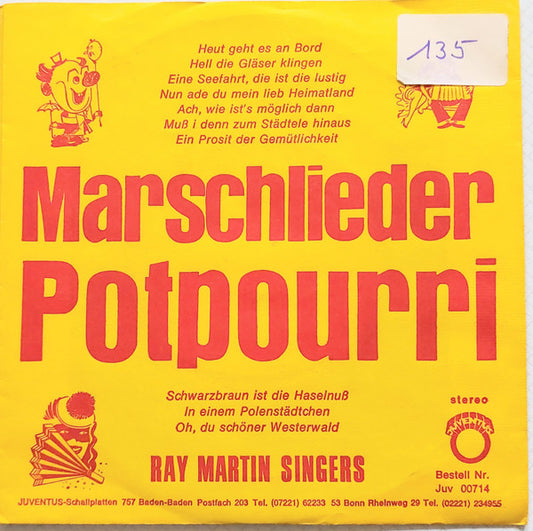 135
Heut geht es an Bord
Hell die Gläser klingen
Eine Seefahrt, die ist die lustig
Nun ade du mein lieb Heimatland
Ach, wie ist's möglich dann
Muß i denn zum Städtele hinaus
Ein Prosit der Gemütlichkeit
Marschlieder
Potpourri
Schwarzbraun ist die Haselnuß
In einem Polenstädtchen
Oh, du schöner Westerwald
RAY MARTIN SINGERS
stereo
JUVENTUS
Bestell Nr.
Juv 00714
JUVENTUS-Schallplatten 757 Baden-Baden Postfach 203 Tel. (07221) 62233 53 Bonn Rheinweg 29 Tel. (02221) 234955